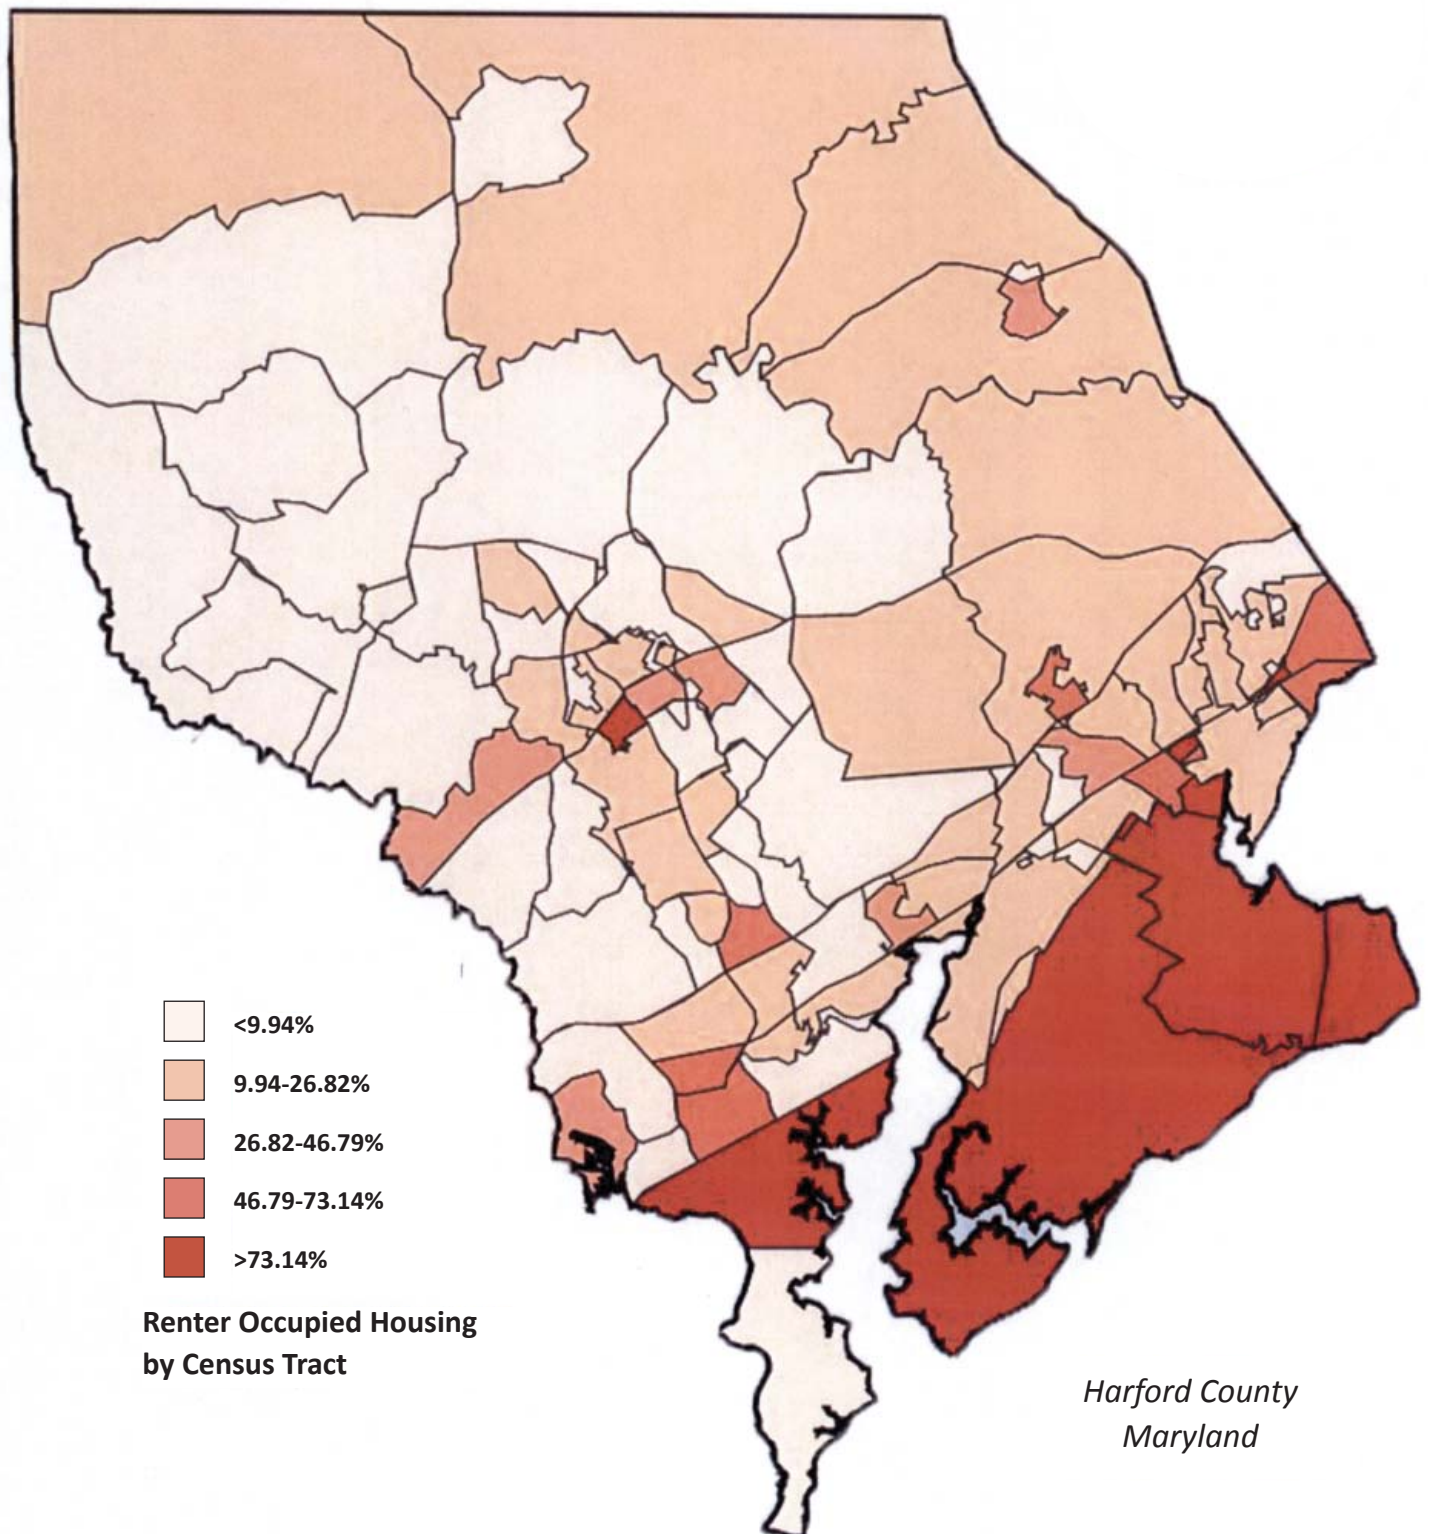 <9.94%
9.94-26.82%
26.82-46.79%
46.79-73.14%
>73.14%
Renter Occupied Housing
by Census Tract
Harford County
Maryland